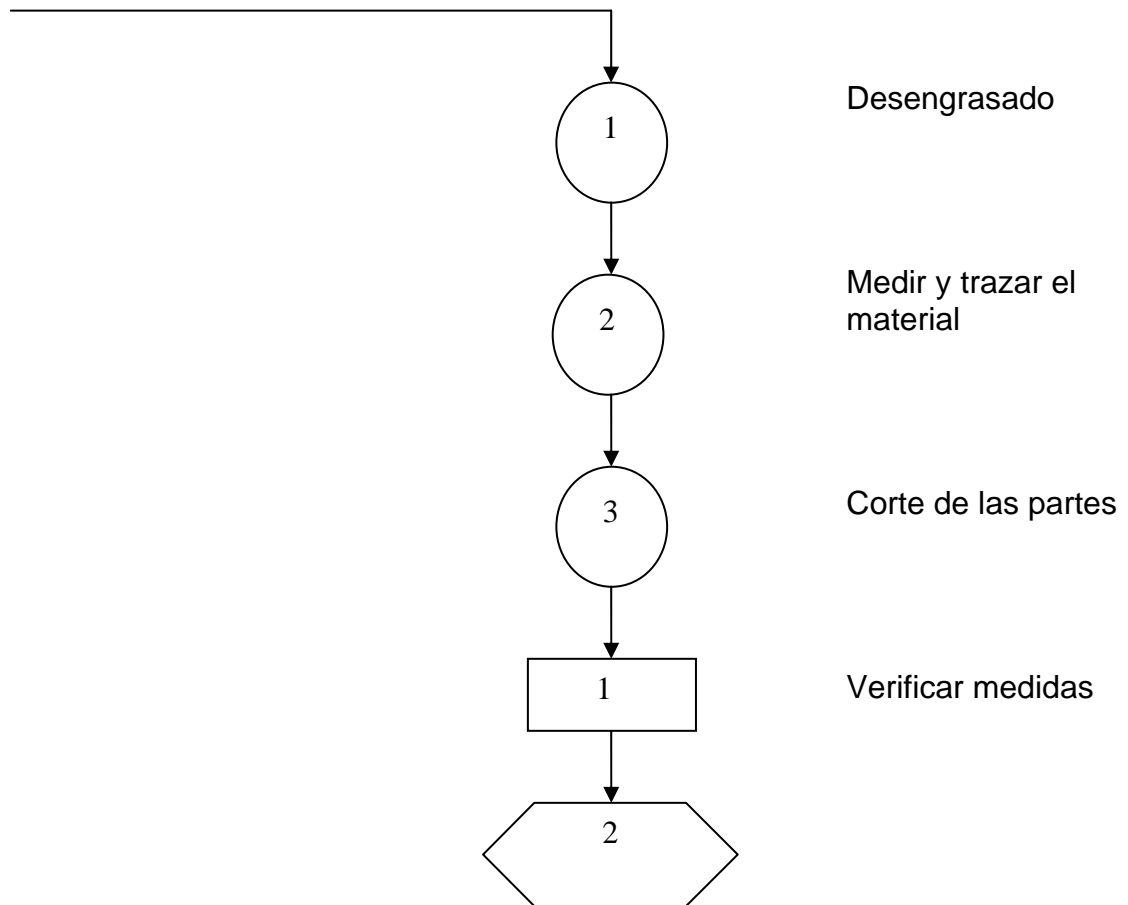 1
Desengrasado
2
Medir y trazar el
material
3
Corte de las partes
1
Verificar medidas
2